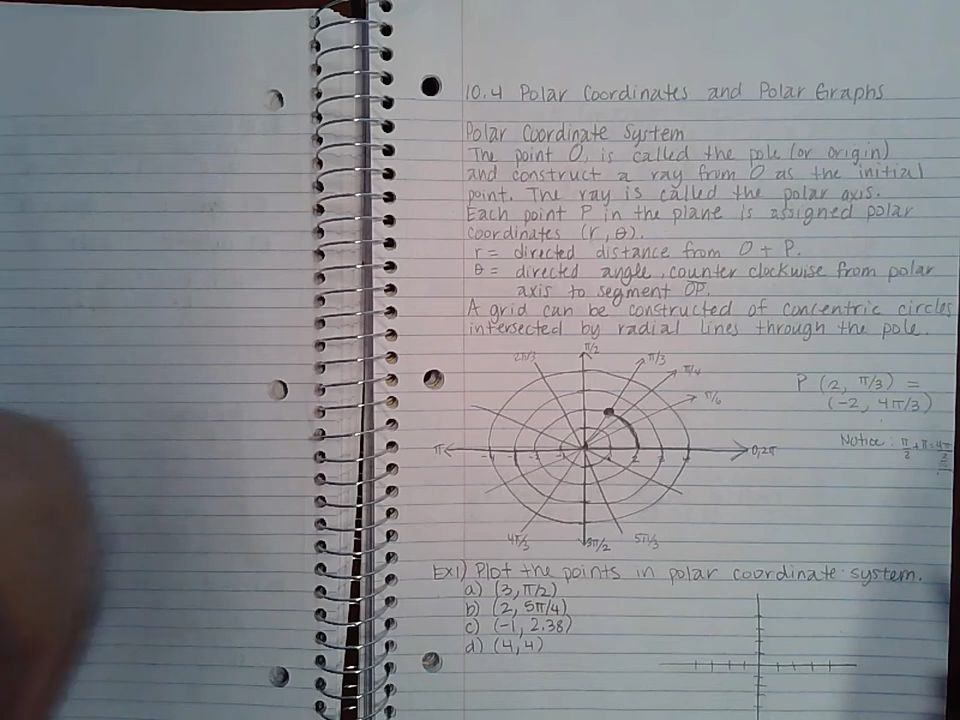 10.4 Polar Coordinates and Polar Graphs
Polar Coordinate System
The point O, is called the pole (or origin)
and construct a ray from O as the initial
point. The ray is called the polar axis.
Each point P in the plane is assigned polar
coordinates (r, θ).
r = directed distance from O + P.
θ = directed angle, counter clockwise from polar
axis to segment OP.
A grid can be constructed of concentric circles
intersected by radial lines through the pole.
2π/3 π/2 π/3
π/4
π/6
π 0,2π
4π/3 3π/2 5π/3
P (2, π/3) =
(-2, 4π/3)
Notice: π/3 + π = 4π/3
EX1) Plot the points in polar coordinate system.
a) (3, π/2)
b) (2, 5π/4)
c) (-1, 2.38)
d) (4,4)